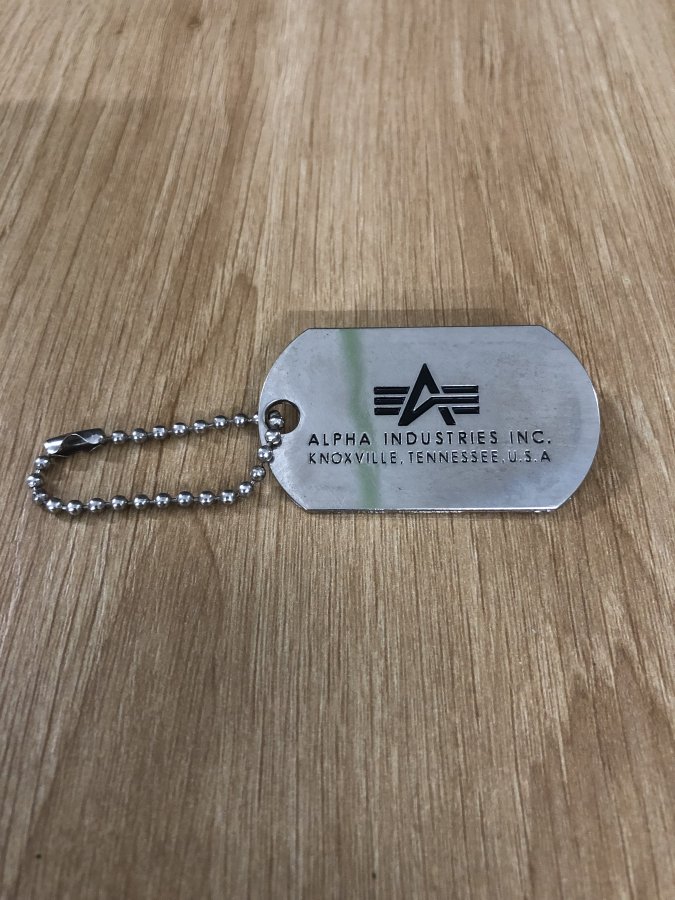 ALPHA INDUSTRIES INC.
KNOXVILLE, TENNESSEE, U.S.A